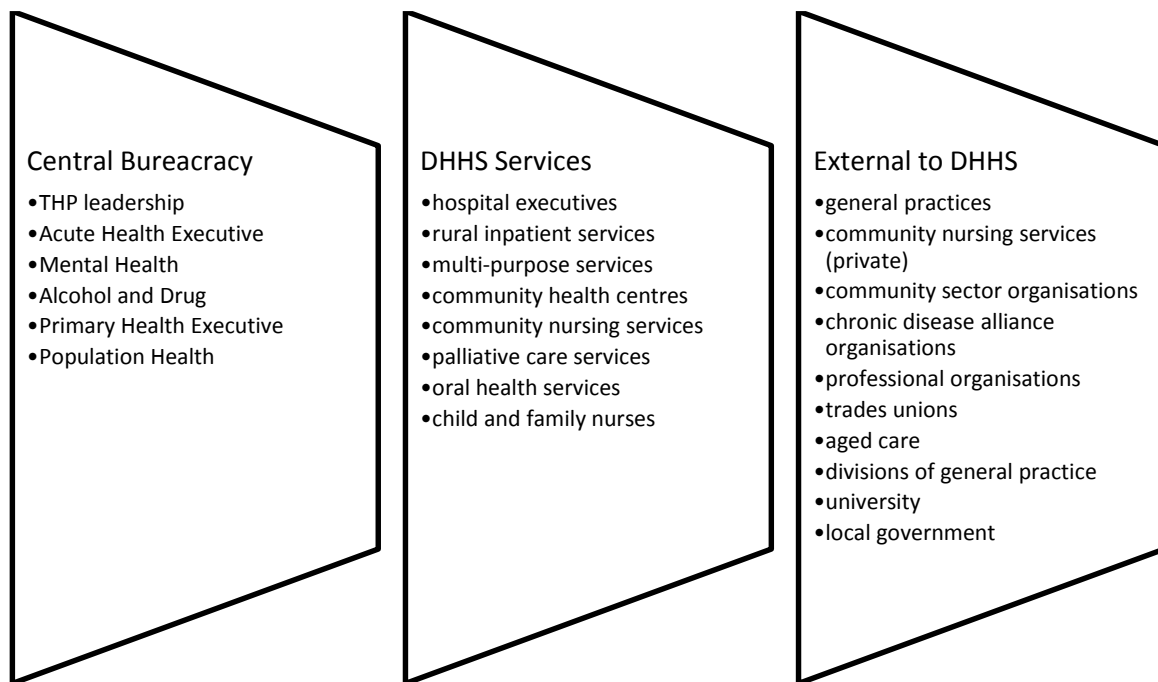 Central Bureacracy
•THP leadership
•Acute Health Executive
•Mental Health
•Alcohol and Drug
•Primary Health Executive
•Population Health
DHHS Services
•hospital executives
•rural inpatient services
•multi-purpose services
•community health centres
•community nursing services
•palliative care services
•oral health services
•child and family nurses
External to DHHS
•general practices
•community nursing services
(private)
•community sector organisations
•chronic disease alliance
organisations
•professional organisations
•trades unions
•aged care
•divisions of general practice
•university
•local government